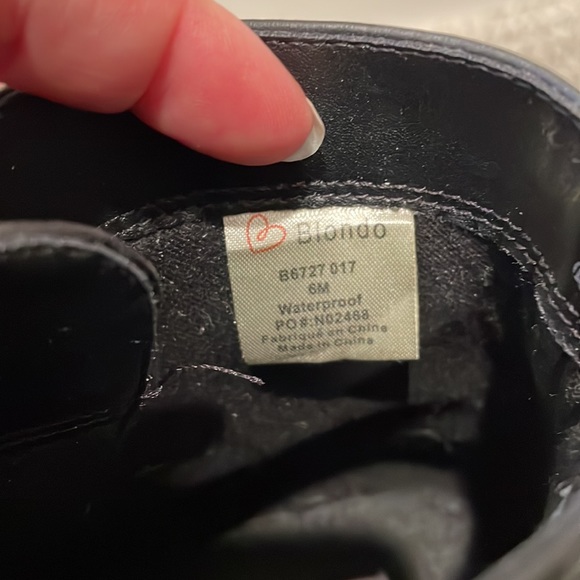 Blondo
B6727 017
6M
Waterproof
PO#:N02468
Fabriqué en Chine
Made in China